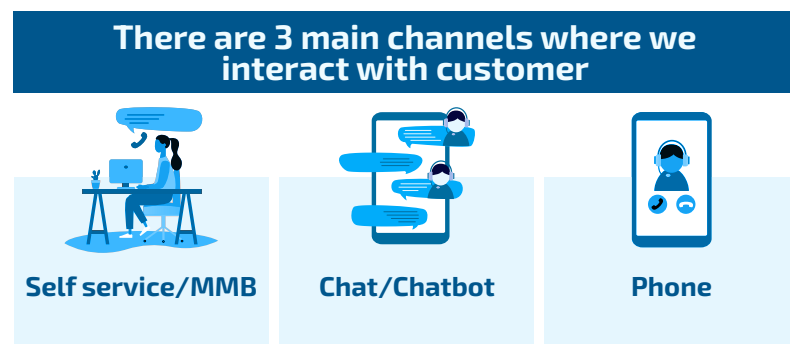 There are 3 main channels where we
interact with customer
Self service/MMB
Chat/Chatbot
Phone